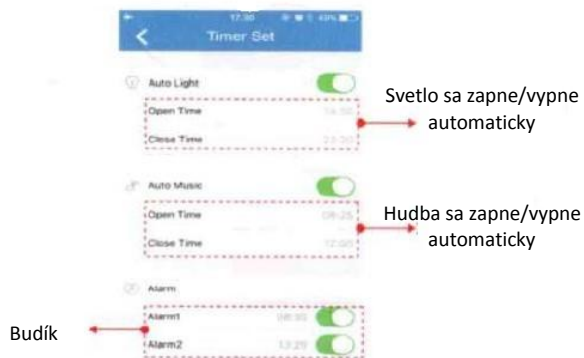 17:30
Timer Set
Auto Light
Open Time
Svetlo sa zapne/vypne
automaticky
Close Time
Auto Music
Open Time
Hudba sa zapne/vypne
automaticky
Close Time
Alarm
Alarm1
Budík
Alarm2